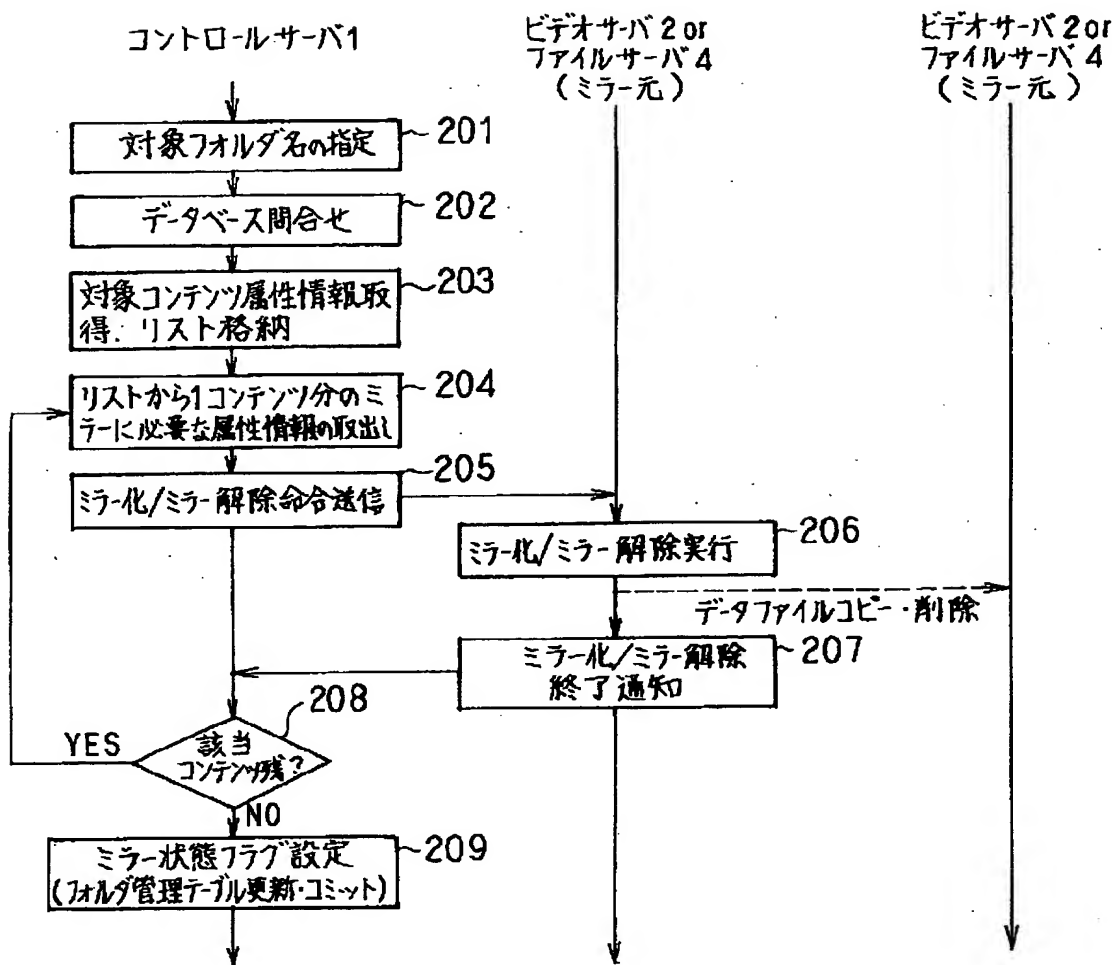 コントロールサーバ1
ビデオサーバ2or
ファイルサーバ4
(ミラー元)
ビデオサーバ2or
ファイルサーバ4
(ミラー元)
対象フォルダ名の指定
201
データベース問合せ
202
対象コンテンツ属性情報取
得. リスト格納
203
リストから1コンテンツ分のミ
ラーに必要な属性情報の取出し
204
ミラー化/ミラー解除命令送信
205
ミラー化/ミラー解除実行
206
データファイルコピー・削除
ミラー化/ミラー解除
終了通知
207
208
YES
該当
コンテンツ残?
NO
ミラー状態フラグ設定
(フォルダ管理テーブル更新・コミット)
209